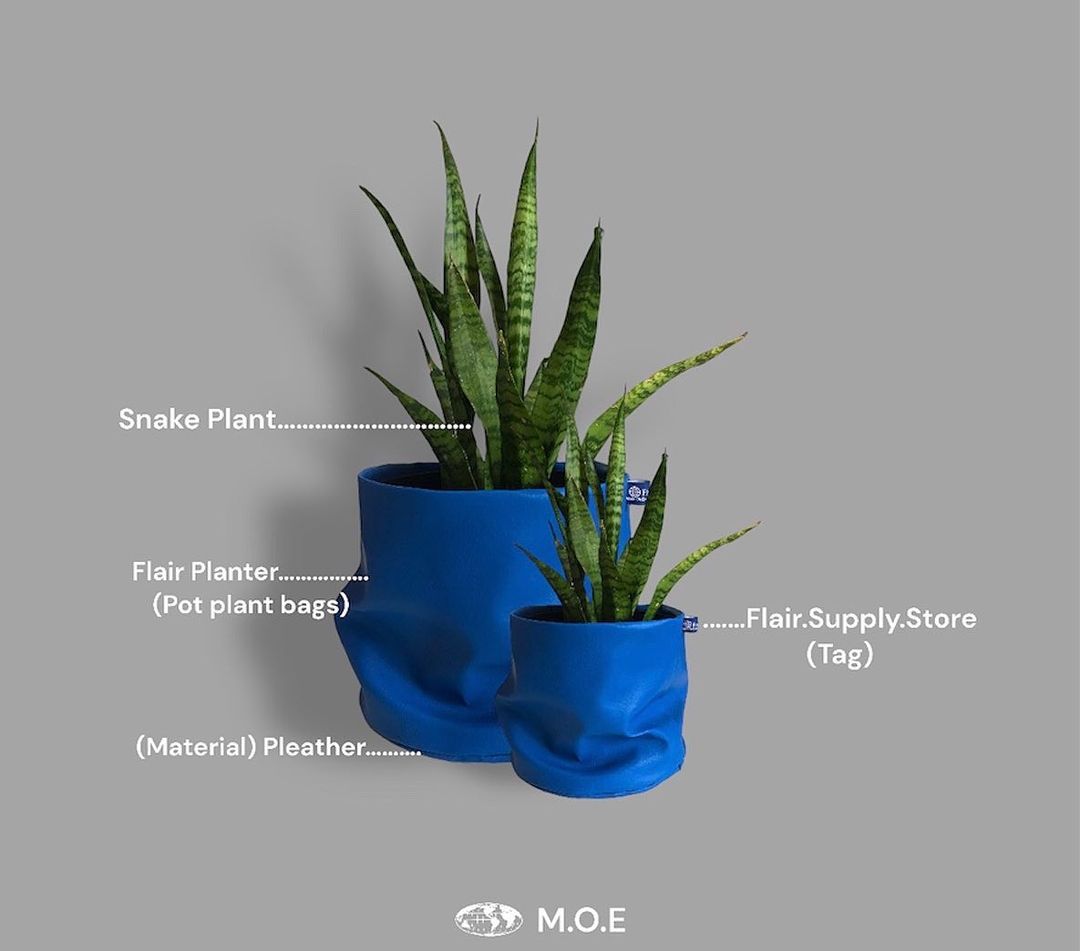 Snake Plant................................
Flair Planter...............
(Pot plant bags)
.......Flair.Supply.Store
(Tag)
(Material) Pleather..........
M.O.E